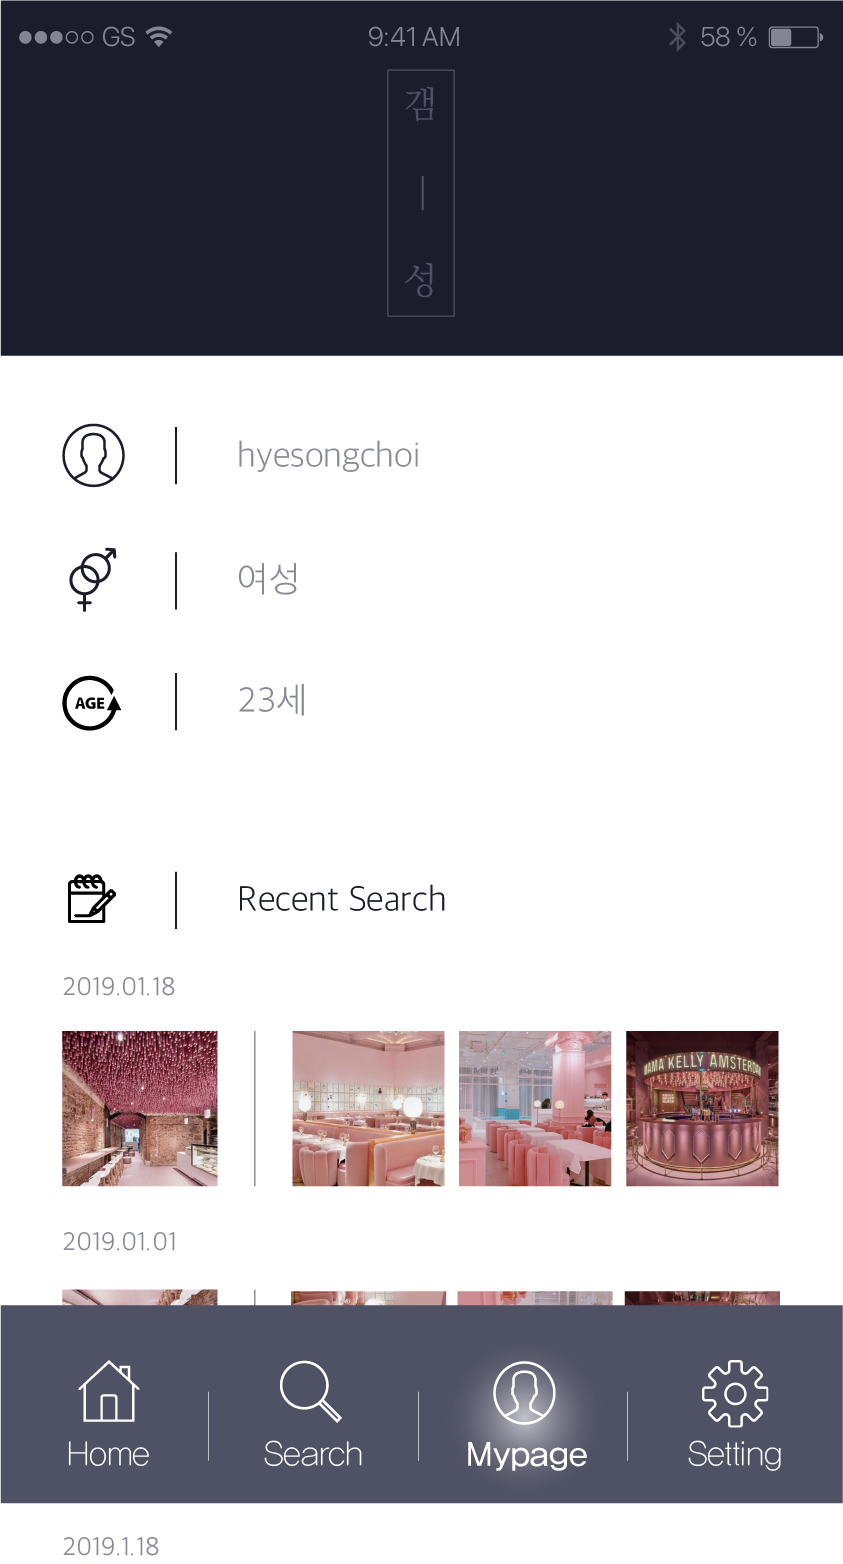 GS 9:41 AM 58 %
갬
ㅣ
성
hyesongchoi
여성
AGE 23세
Recent Search
2019.01.18
MAMA KELLY AMSTERDAM
2019.01.01
Home Search Mypage Setting
2019.1.18